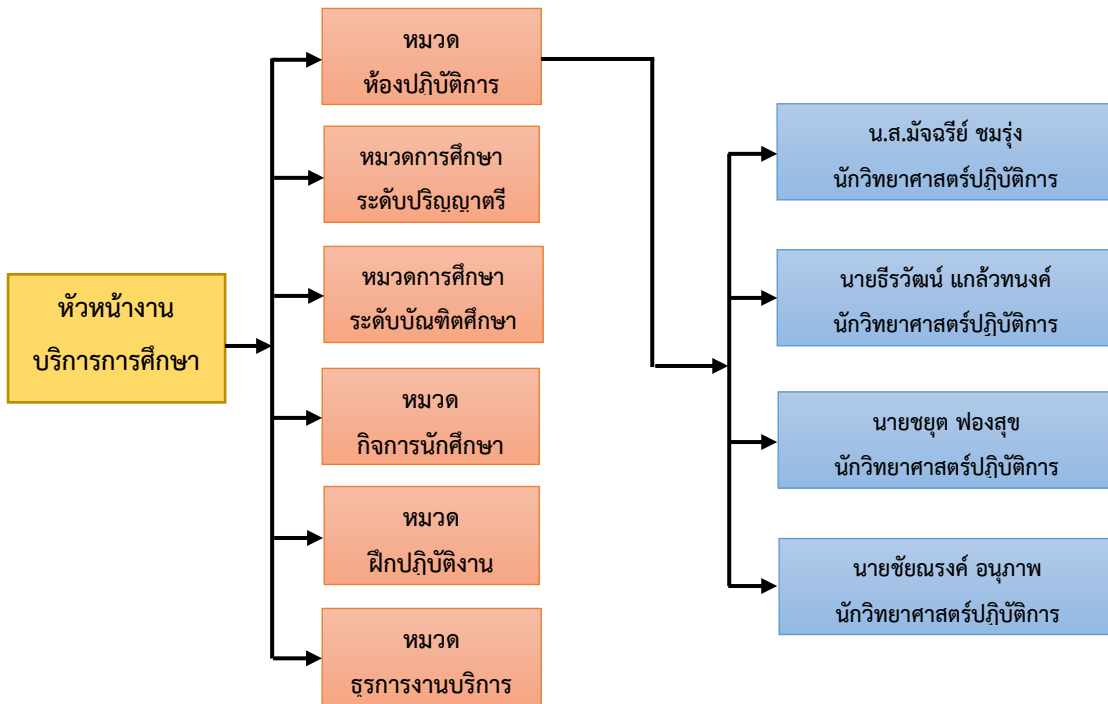 หัวหน้างาน
บริการการศึกษา
หมวด
ห้องปฏิบัติการ
หมวดการศึกษา
ระดับปริญญาตรี
หมวดการศึกษา
ระดับบัณฑิตศึกษา
หมวด
กิจการนักศึกษา
หมวด
ฝึกปฏิบัติงาน
หมวด
ธุรการงานบริการ
น.ส.มัจฉรีย์ ชมรุ่ง
นักวิทยาศาสตร์ปฏิบัติการ
นายธีรวัฒน์ แกล้วทนงค์
นักวิทยาศาสตร์ปฏิบัติการ
นายชยุต ฟองสุข
นักวิทยาศาสตร์ปฏิบัติการ
นายชัยณรงค์ อนุภาพ
นักวิทยาศาสตร์ปฏิบัติการ